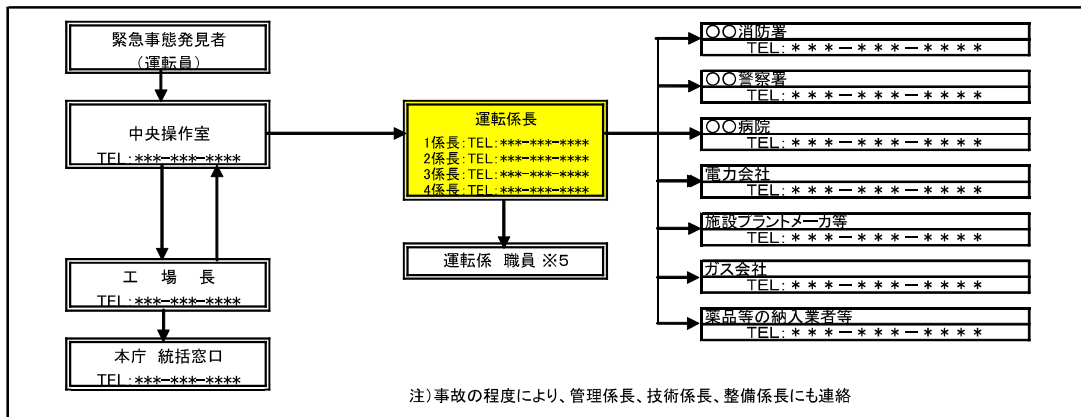 緊急事態発見者
(運転員)
中央操作室
TEL:***-***-****
工 場 長
TEL:***-***-****
本庁 統括窓口
TEL:***-***-****
運転係長
1係長:TEL:***-***-****
2係長:TEL:***-***-****
3係長:TEL:***-***-****
4係長:TEL:***-***-****
運転係 職員 ※5
〇〇消防署
TEL:***-***-****
〇〇警察署
TEL:***-***-****
〇〇病院
TEL:***-***-****
電力会社
TEL:***-***-****
施設プラントメーカ等
TEL:***-***-****
ガス会社
TEL:***-***-****
薬品等の納入業者等
TEL:***-***-****
注)事故の程度により、管理係長、技術係長、整備係長にも連絡